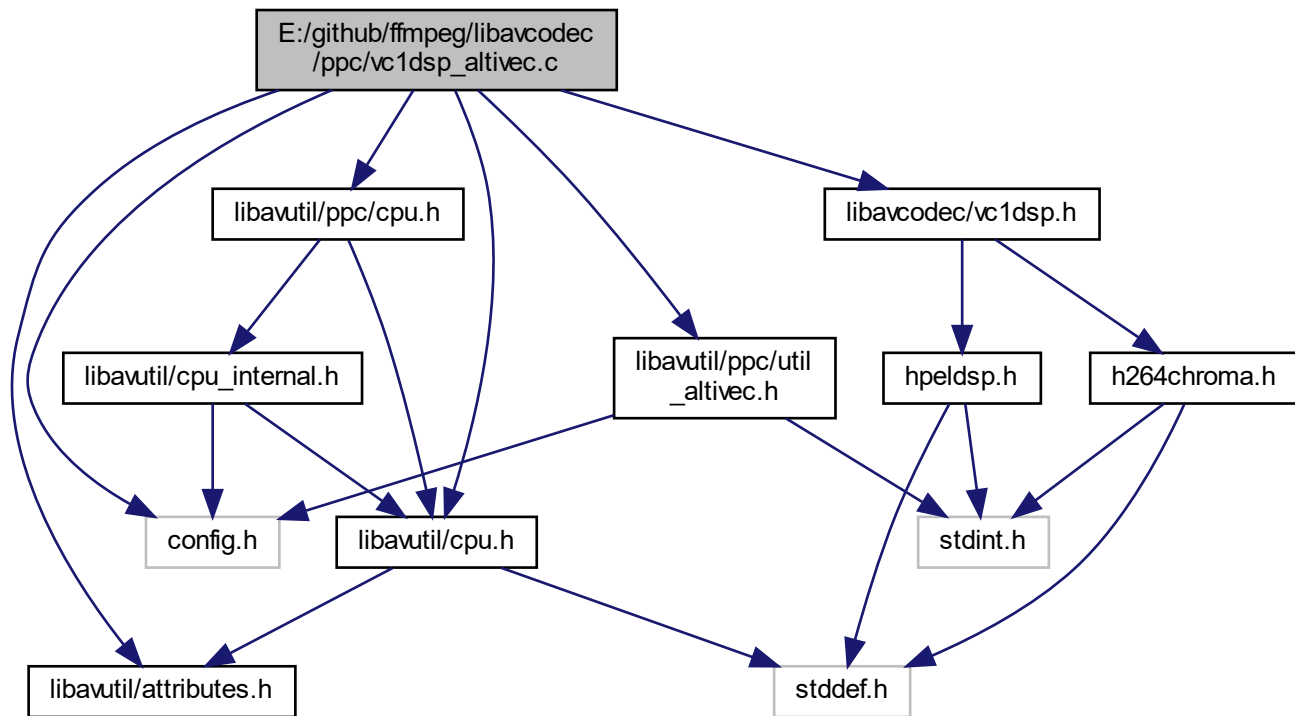 E:/github/ffmpeg/libavcodec
/ppc/vc1dsp_altivec.c
libavutil/ppc/cpu.h
libavcodec/vc1dsp.h
libavutil/cpu_internal.h
libavutil/ppc/util
_altivec.h
hpeldsp.h
h264chroma.h
config.h
libavutil/cpu.h
stdint.h
libavutil/attributes.h
stddef.h